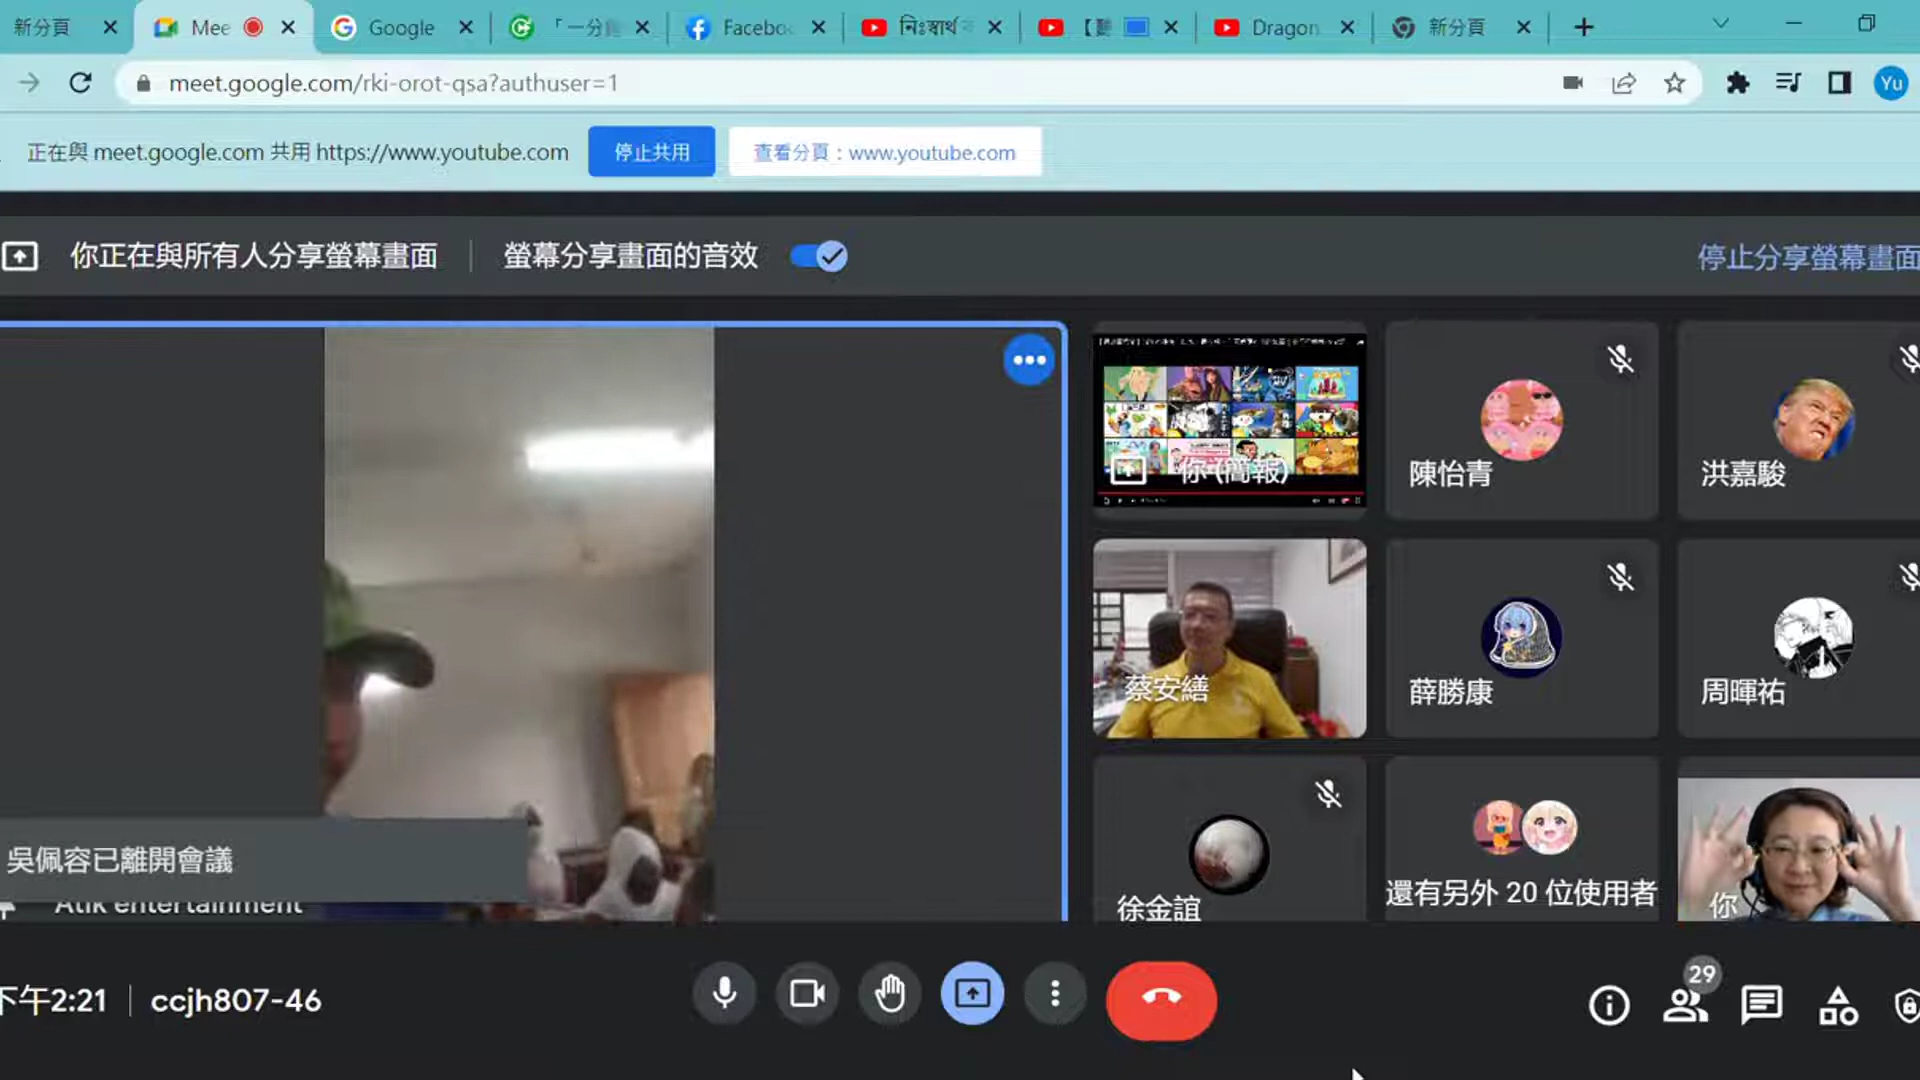 新分頁
Mee
Google
「一分
Facebo
নিঃস্বার্থ
【聽
Dragon
新分頁
meet.google.com/rki-orot-qsa?authuser=1
Yu
正在與 meet.google.com 共用 https://www.youtube.com
停止共用
查看分頁：www.youtube.com
你正在與所有人分享螢幕畫面
螢幕分享畫面的音效
停止分享螢幕畫面
你 (簡報)
陳怡青
洪嘉駿
蔡安繕
薛勝康
周暉祐
吳佩容已離開會議
Atik entertainment
徐金誼
還有另外 20 位使用者
你
下午2:21
ccjh807-46
29